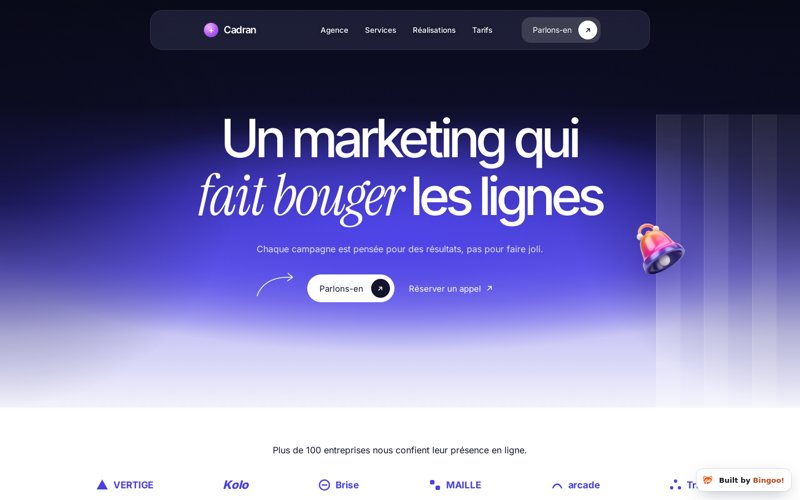 Cadran
Agence
Services
Réalisations
Tarifs
Parlons-en
Un marketing qui
fait bouger les lignes
Chaque campagne est pensée pour des résultats, pas pour faire joli.
Parlons-en
Réserver un appel
Plus de 100 entreprises nous confient leur présence en ligne.
VERTIGE
Kolo
Brise
MAILLE
arcade
Built by Bingoo!